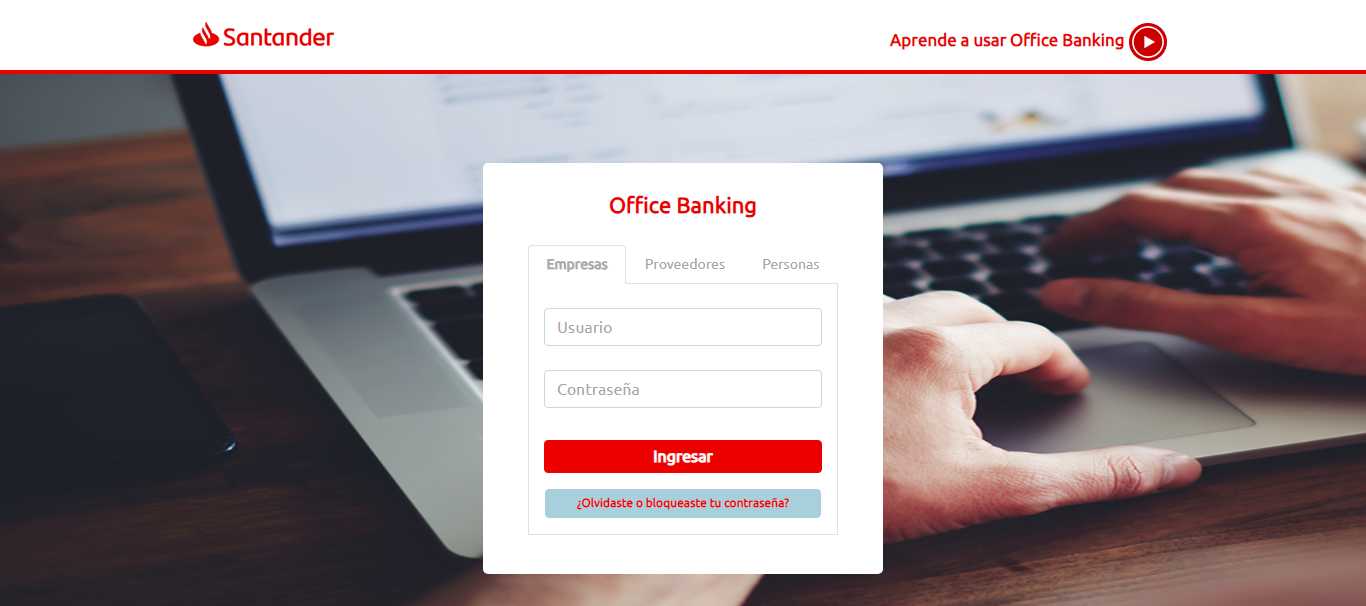 Santander
Aprende a usar Office Banking
Office Banking
Empresas Proveedores Personas
Usuario
Contraseña
Ingresar
¿Olvidaste o bloqueaste tu contraseña?